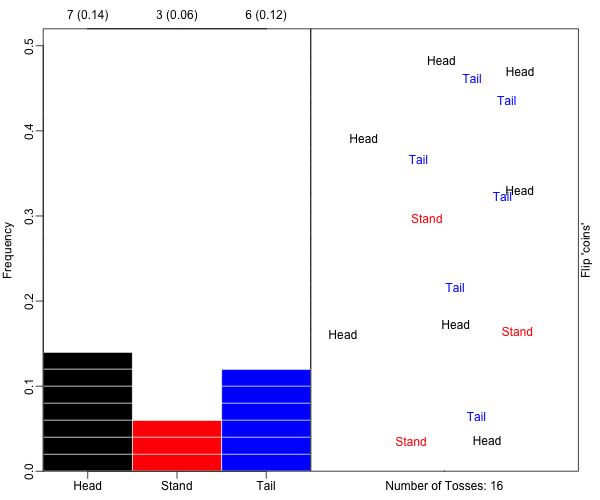 7 (0.14) 3 (0.06) 6 (0.12)
Frequency
0.5
0.4
0.3
0.2
0.1
0.0
Head Stand Tail
Head
Head
Tail
Tail
Head
Tail
Head
Tail
Stand
Tail
Head
Stand
Head
Tail
Stand
Head
Flip 'coins'
Number of Tosses: 16